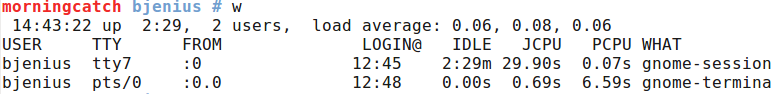 morningcatch bjenius # w
 14:43:22 up  2:29,  2 users,  load average: 0.06, 0.08, 0.06
USER     TTY      FROM             LOGIN@   IDLE   JCPU   PCPU WHAT
bjenius  tty7     :0               12:45    2:29m 29.90s  0.07s gnome-session
bjenius  pts/0    :0.0             12:48    0.00s  0.69s  6.59s gnome-termina